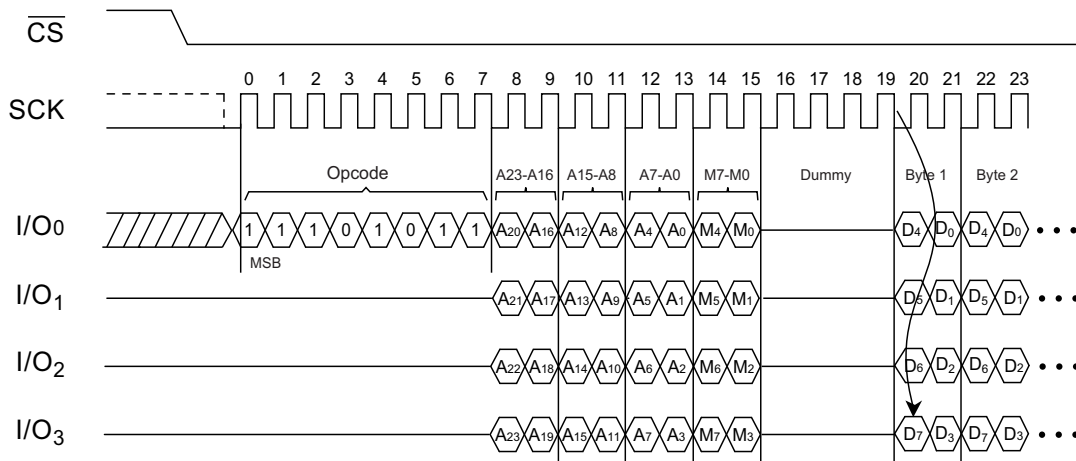 CS
0 1 2 3 4 5 6 7 8 9 10 11 12 13 14 15 16 17 18 19 20 21 22 23
SCK
Opcode A23-A16 A15-A8 A7-A0 M7-M0 Dummy Byte 1 Byte 2
I/O0 1 1 1 0 1 0 1 1 A20 A16 A12 A8 A4 A0 M4 M0 D4 D0 D4 D0 • • •
MSB
I/O1 A21 A17 A13 A9 A5 A1 M5 M1 D5 D1 D5 D1 • • •
I/O2 A22 A18 A14 A10 A6 A2 M6 M2 D6 D2 D6 D2 • • •
I/O3 A23 A19 A15 A11 A7 A3 M7 M3 D7 D3 D7 D3 • • •